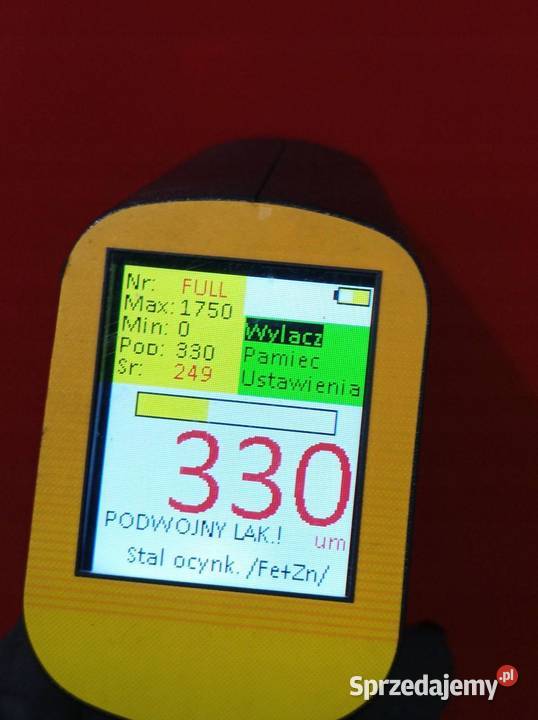 Nr: FULL
Max: 1750
Min: 0
Pop: 330
Sr: 249
Wylacz
Pamiec
Ustawienia
330
um
PODWOJNY LAK.!
Stal ocynk. /Fe+Zn/
Sprzedajemy.pl